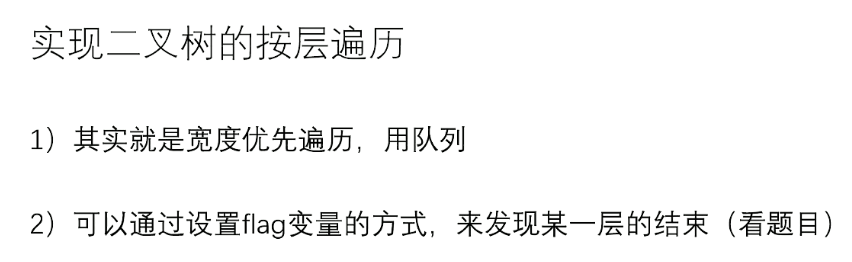 实现二叉树的按层遍历
1）其实就是宽度优先遍历，用队列
2）可以通过设置flag变量的方式，来发现某一层的结束（看题目）